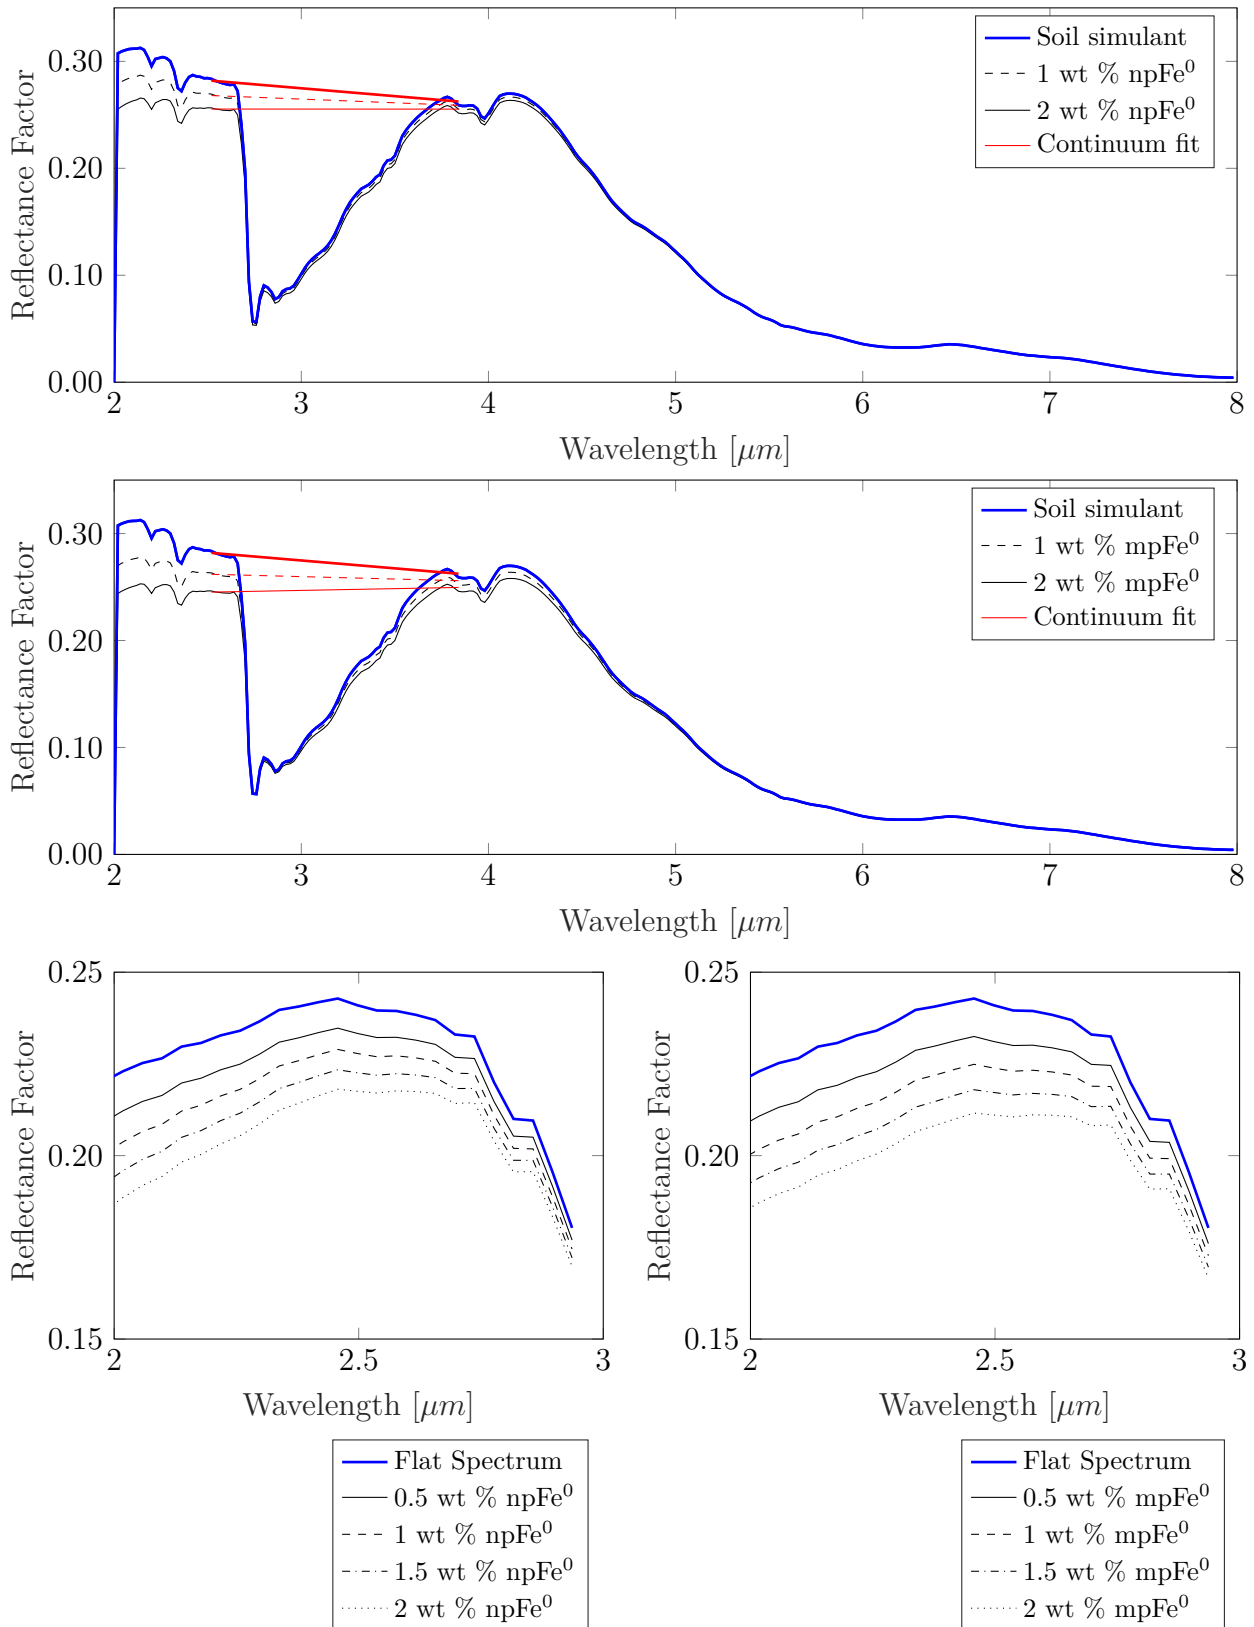 0.30
0.20
0.10
0.00
Reflectance Factor
Soil simulant
1 wt % npFe⁰
2 wt % npFe⁰
Continuum fit
2 3 4 5 6 7 8
Wavelength [μm]
0.30
0.20
0.10
0.00
Reflectance Factor
Soil simulant
1 wt % mpFe⁰
2 wt % mpFe⁰
Continuum fit
2 3 4 5 6 7 8
Wavelength [μm]
0.25
0.20
0.15
Reflectance Factor
2 2.5 3
Wavelength [μm]
Flat Spectrum
0.5 wt % npFe⁰
1 wt % npFe⁰
1.5 wt % npFe⁰
2 wt % npFe⁰
0.25
0.20
0.15
Reflectance Factor
2 2.5 3
Wavelength [μm]
Flat Spectrum
0.5 wt % mpFe⁰
1 wt % mpFe⁰
1.5 wt % mpFe⁰
2 wt % mpFe⁰